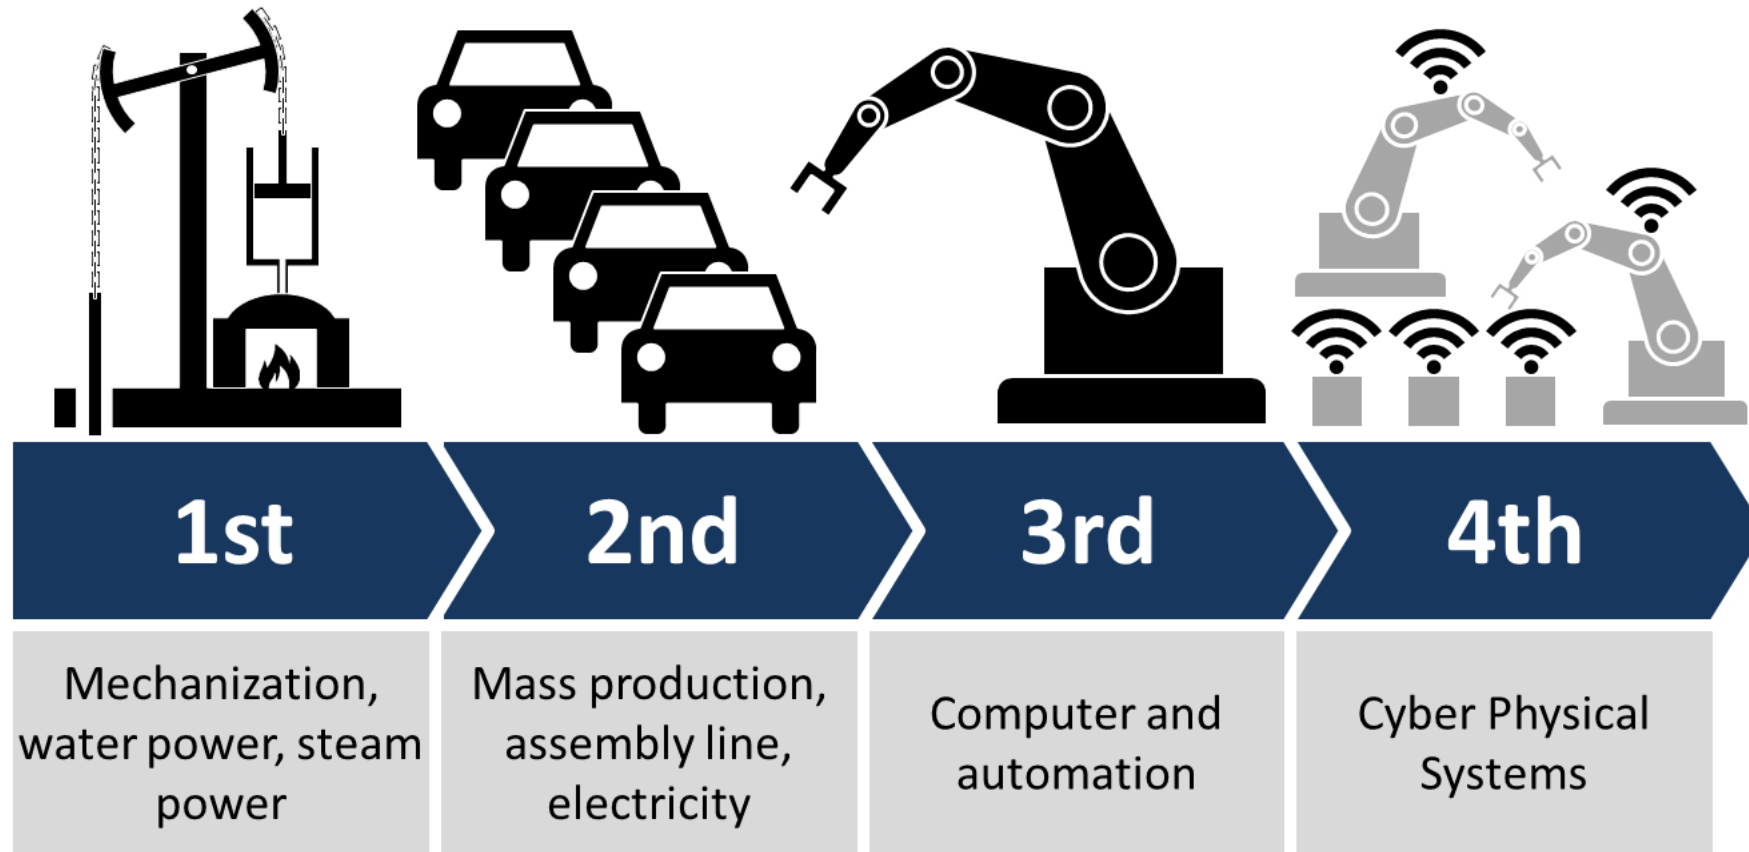 1st
2nd
3rd
4th
Mechanization,
water power, steam
power
Mass production,
assembly line,
electricity
Computer and
automation
Cyber Physical
Systems